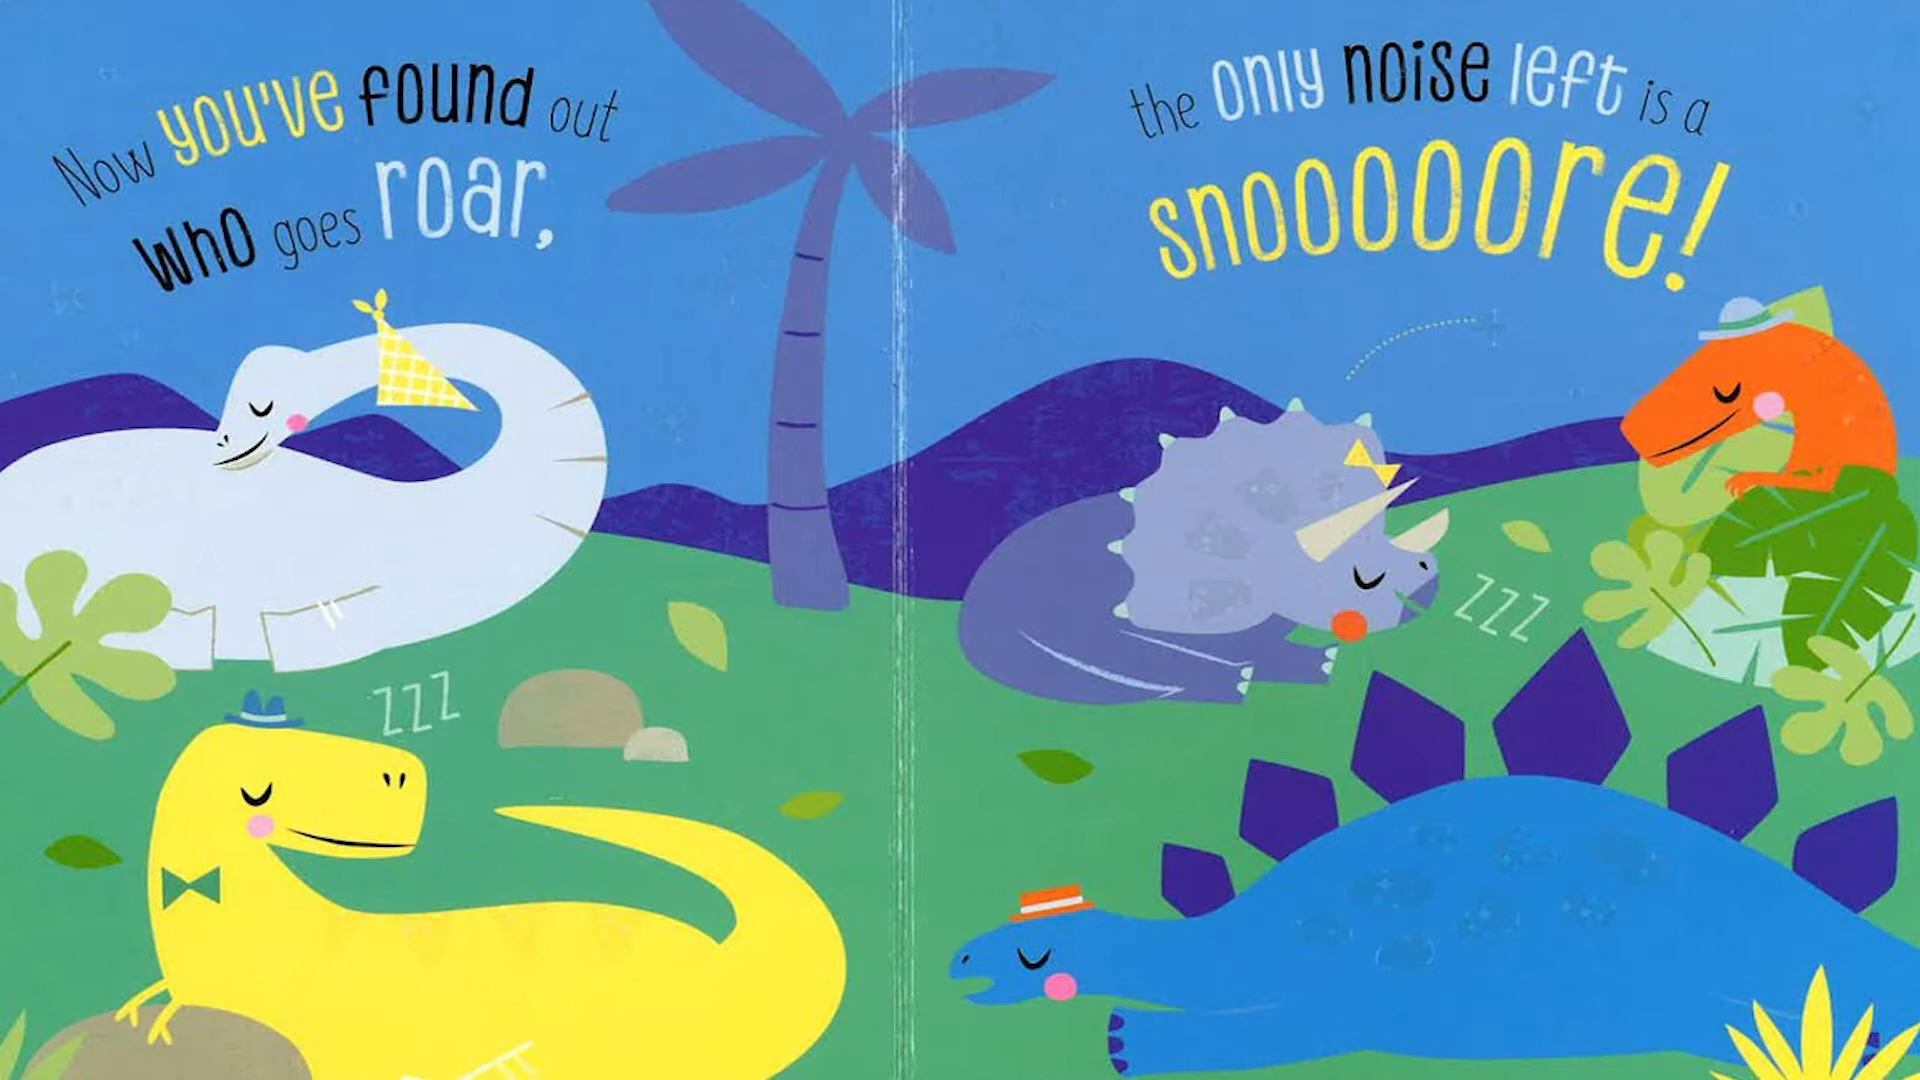 Now you've found out
who goes roar,
the only noise left is a
snoooooore!
zzz
zzz